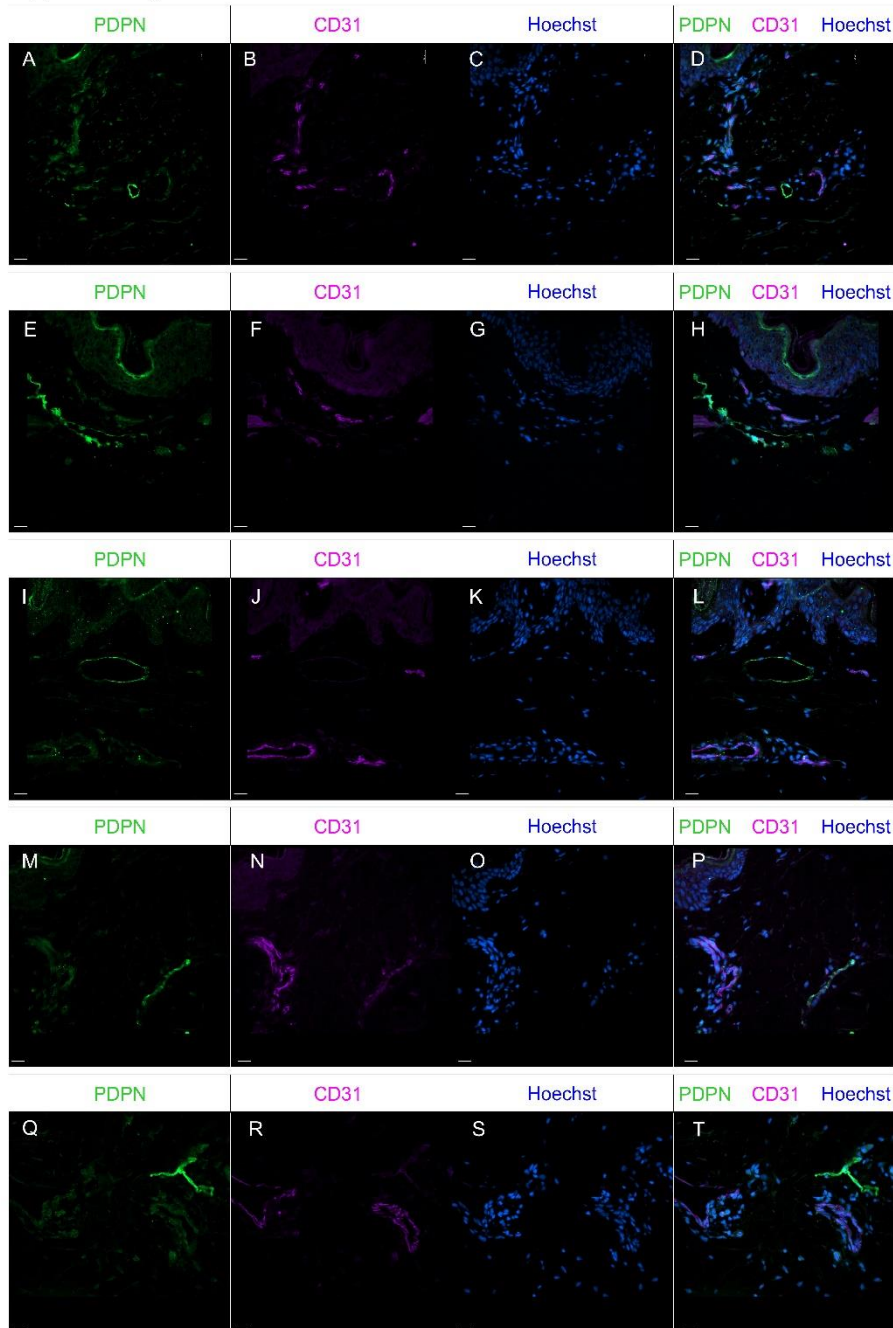 PDPN CD31 Hoechst PDPN CD31 Hoechst
A B C D
PDPN CD31 Hoechst PDPN CD31 Hoechst
E F G H
PDPN CD31 Hoechst PDPN CD31 Hoechst
I J K L
PDPN CD31 Hoechst PDPN CD31 Hoechst
M N O P
PDPN CD31 Hoechst PDPN CD31 Hoechst
Q R S T